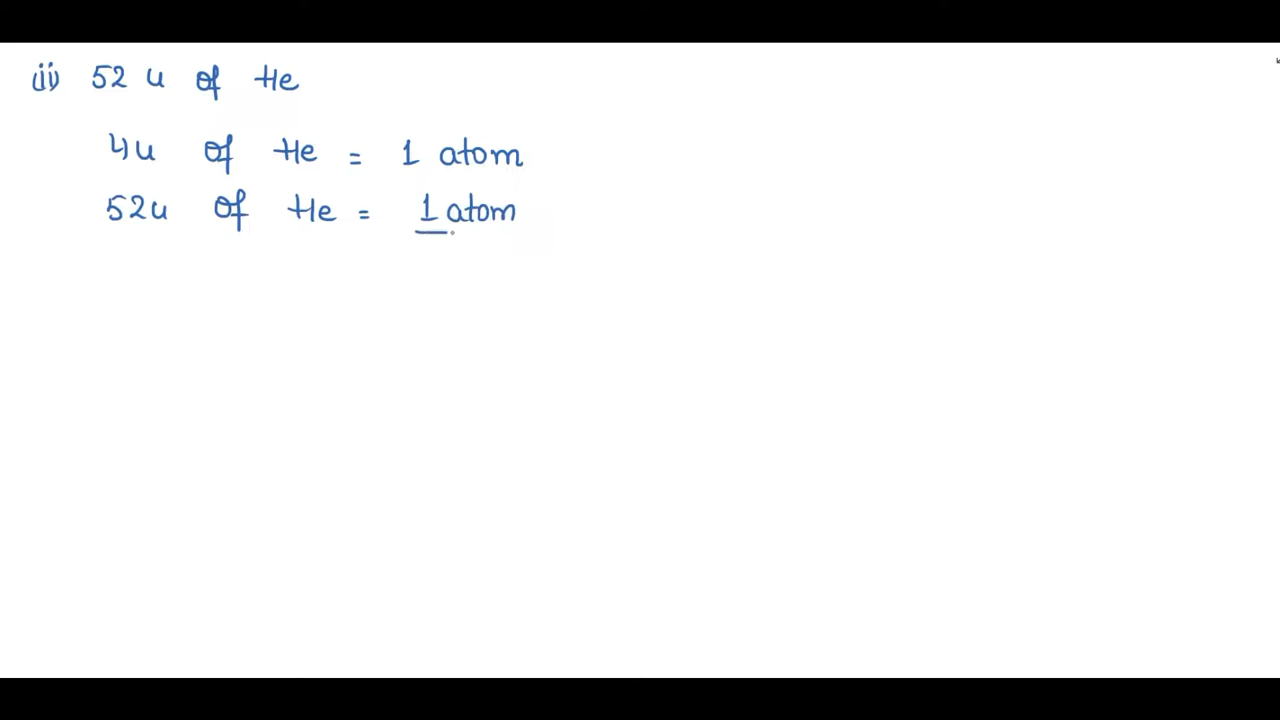 (ii) 52 u of He
4u of He = 1 atom
52u of He = 1 atom